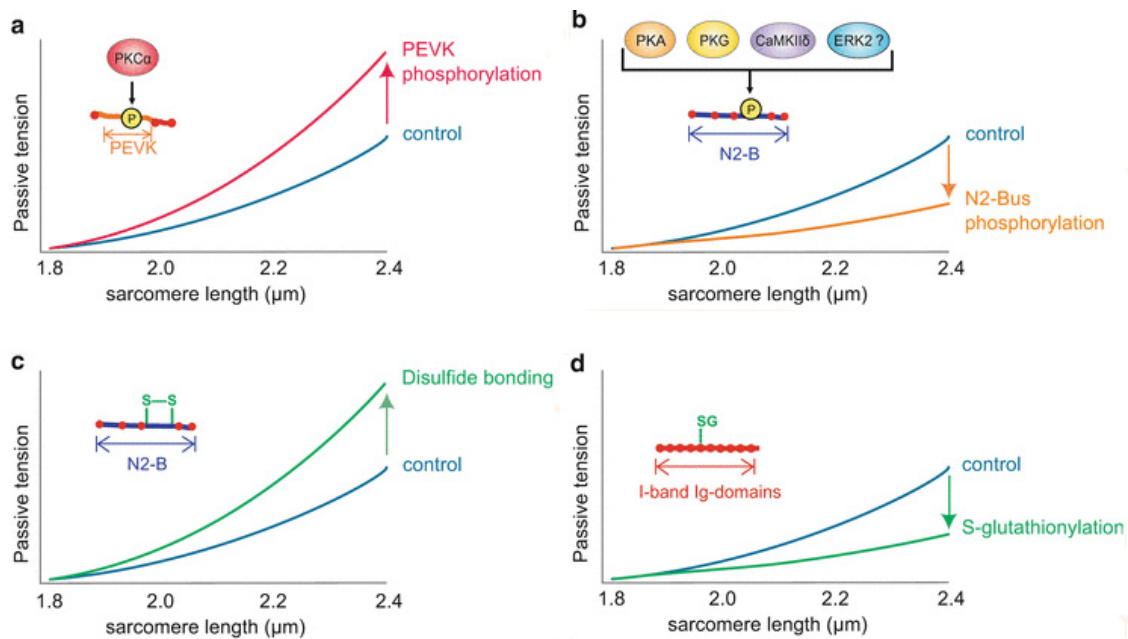 a
PKCα
P
PEVK
PEVK
phosphorylation
control
Passive tension
1.8 2.0 2.2 2.4
sarcomere length (µm)
b
PKA PKG CaMKIIδ ERK2 ?
P
N2-B
control
N2-Bus
phosphorylation
Passive tension
1.8 2.0 2.2 2.4
sarcomere length (µm)
c
S—S
N2-B
Disulfide bonding
control
Passive tension
1.8 2.0 2.2 2.4
sarcomere length (µm)
d
SG
I-band Ig-domains
control
S-glutathionylation
Passive tension
1.8 2.0 2.2 2.4
sarcomere length (µm)